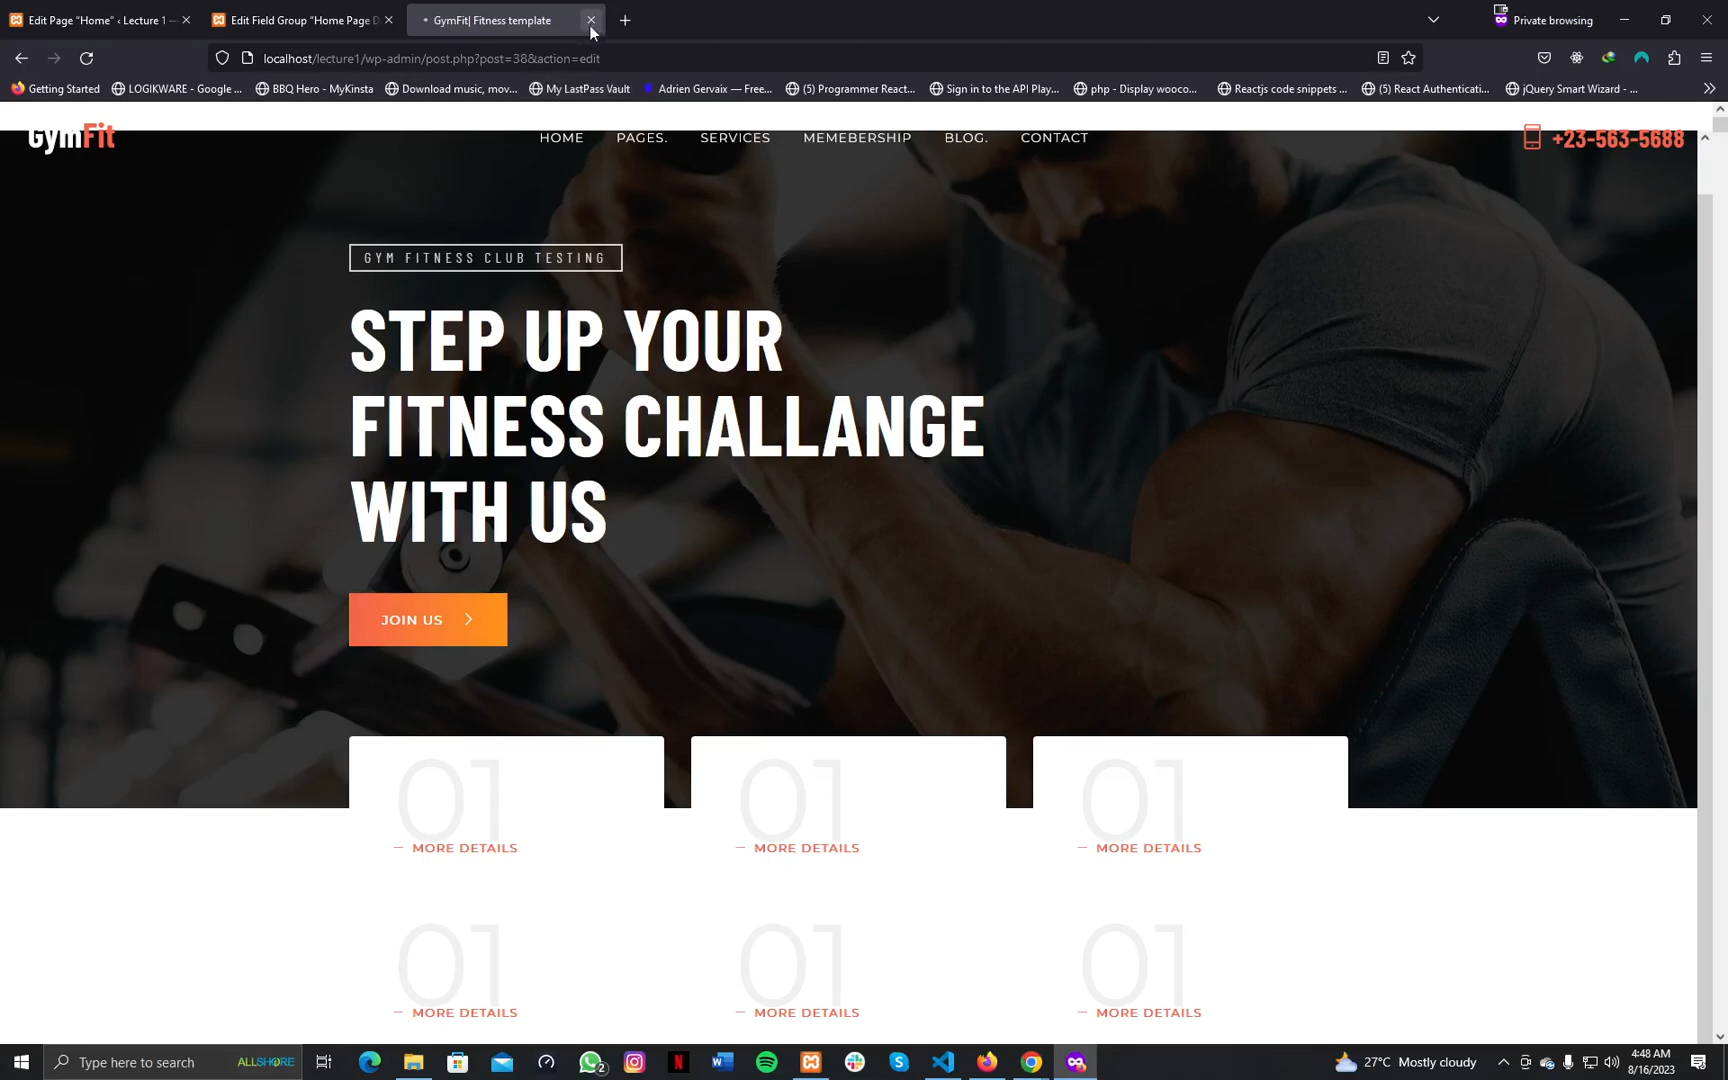 Edit Page “Home” ‹ Lecture 1 —
Edit Field Group “Home Page D
GymFit| Fitness template
Private browsing
localhost/lecture1/wp-admin/post.php?post=38&action=edit
Getting Started
LOGIKWARE - Google ...
BBQ Hero - MyKinsta
Download music, mov...
My LastPass Vault
Adrien Gervaix — Free...
(5) Programmer React...
Sign in to the API Play...
php - Display wooco...
Reactjs code snippets ...
(5) React Authenticati...
jQuery Smart Wizard - ...
GymFit
HOME
PAGES.
SERVICES
MEMEBERSHIP
BLOG.
CONTACT
+23-563-5688
GYM FITNESS CLUB TESTING
STEP UP YOUR
FITNESS CHALLANGE
WITH US
JOIN US
01
01
01
MORE DETAILS
MORE DETAILS
MORE DETAILS
01
01
01
MORE DETAILS
MORE DETAILS
MORE DETAILS
Type here to search
ALLSHORE
2
27°C Mostly cloudy
4:48 AM
8/16/2023